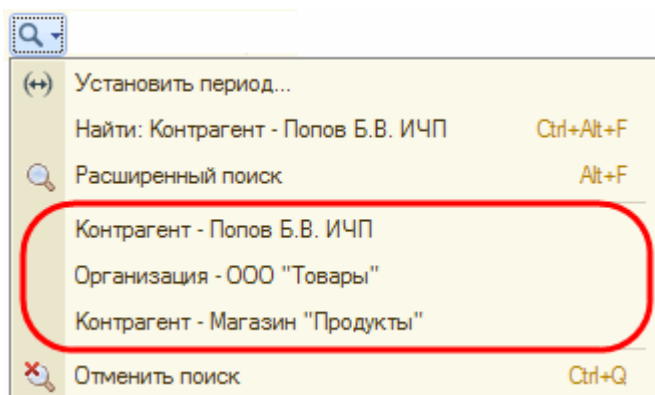 Установить период...
Найти: Контрагент - Попов Б.В. ИЧП Ctrl+Alt+F
Расширенный поиск Alt+F
Контрагент - Попов Б.В. ИЧП
Организация - ООО "Товары"
Контрагент - Магазин "Продукты"
Отменить поиск Ctrl+Q